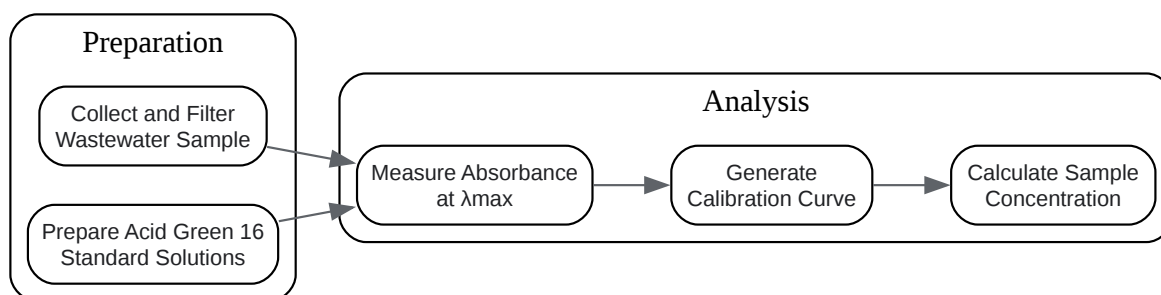 Preparation
Collect and Filter
Wastewater Sample
Prepare Acid Green 16
Standard Solutions
Analysis
Measure Absorbance
at λmax
Generate
Calibration Curve
Calculate Sample
Concentration